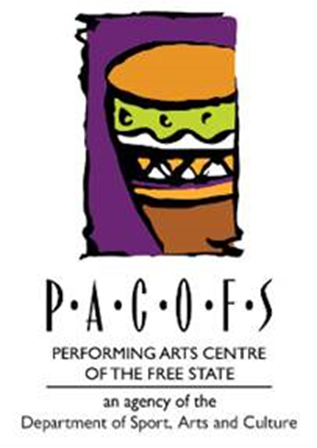 P·A·C·O·F·S
PERFORMING ARTS CENTRE
OF THE FREE STATE
an agency of the
Department of Sport, Arts and Culture